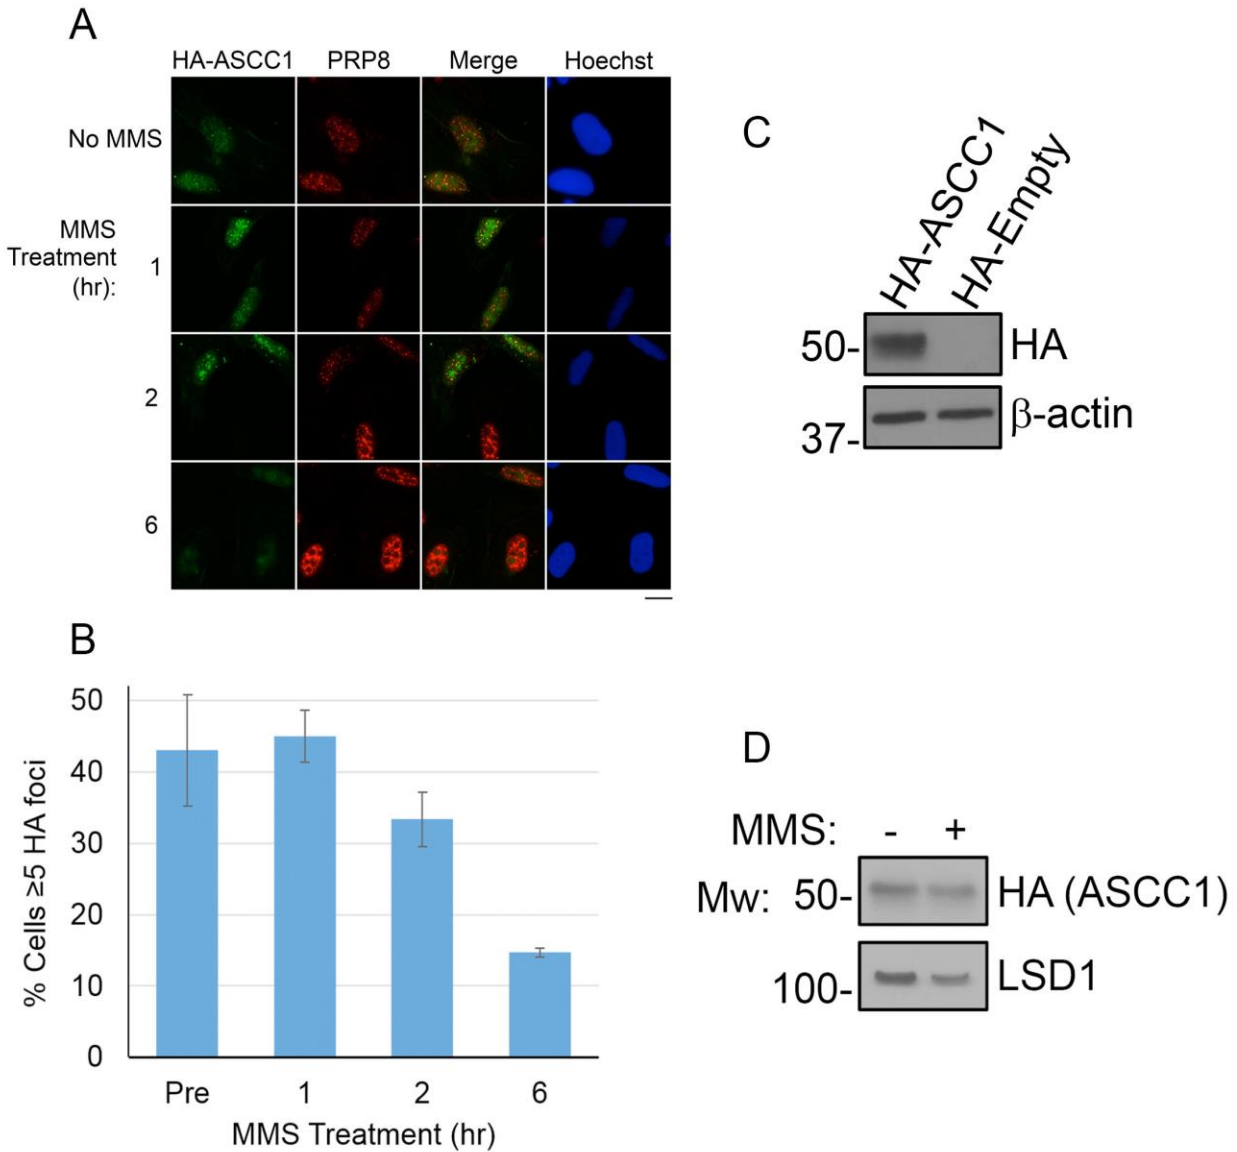 A
HA-ASCC1 PRP8 Merge Hoechst
No MMS
MMS
Treatment
(hr):
1
2
6
B
% Cells ≥5 HA foci
50
40
30
20
10
0
Pre 1 2 6
MMS Treatment (hr)
C
HA-ASCC1
HA-Empty
50- HA
37- β-actin
D
MMS: - +
Mw: 50- HA (ASCC1)
100- LSD1